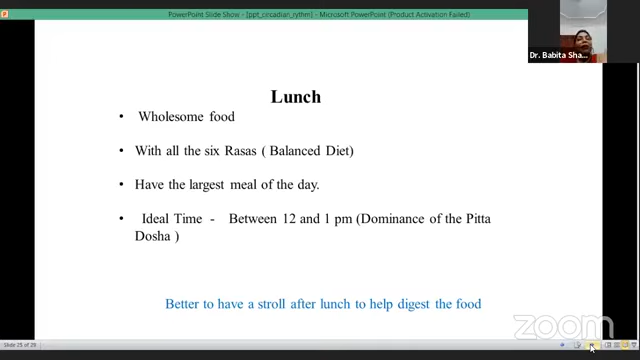 PowerPoint Slide Show - [ppt_circadian_rythm] - Microsoft PowerPoint (Product Activation Failed)
Dr. Babita Sha...
Lunch
• Wholesome food
• With all the six Rasas ( Balanced Diet)
• Have the largest meal of the day.
• Ideal Time - Between 12 and 1 pm (Dominance of the Pitta
Dosha )
Better to have a stroll after lunch to help digest the food
zoom
Slide 25 of 28